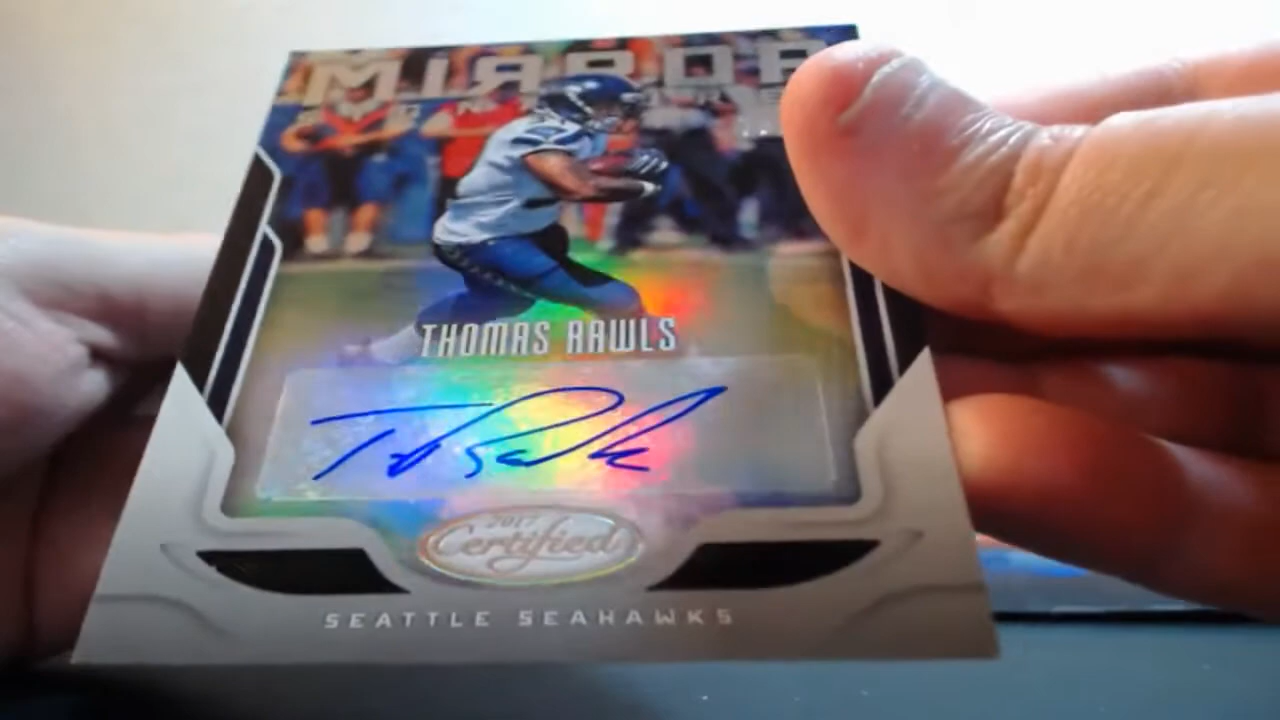 MIRROR
THOMAS RAWLS
2017
Certified
SEATTLE SEAHAWKS